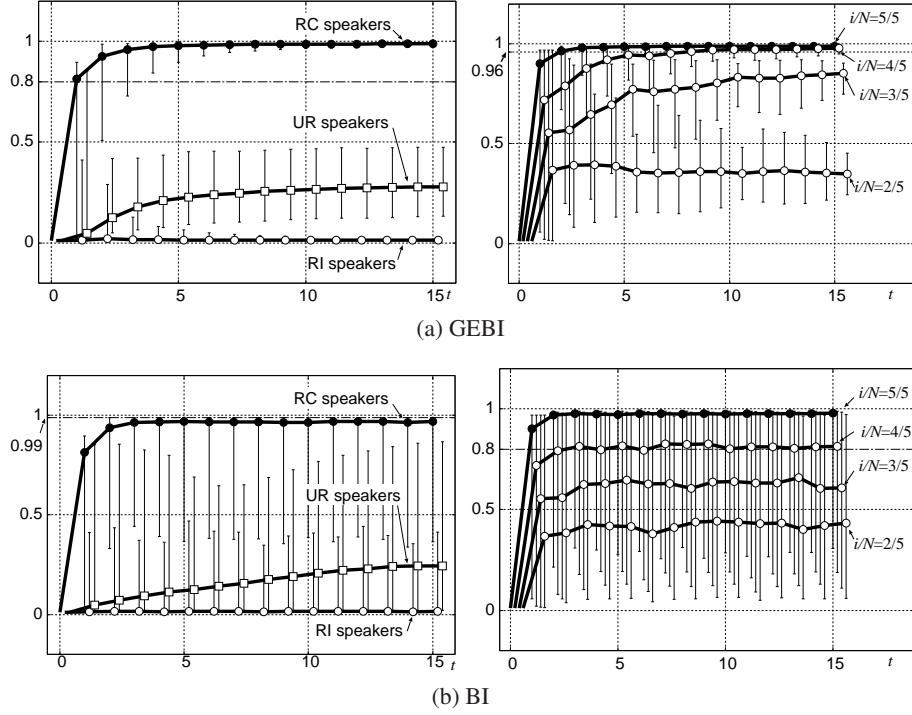 RC speakers
1
0.8
UR speakers
0.5
0
RI speakers
0 5 10 15 t
i/N=5/5
1
0.96
i/N=4/5
i/N=3/5
0.5
i/N=2/5
0
0 5 10 15 t
(a) GEBI
RC speakers
1
0.99
UR speakers
0.5
0
RI speakers
0 5 10 15 t
i/N=5/5
1
i/N=4/5
0.8
i/N=3/5
0.5
i/N=2/5
0
0 5 10 15 t
(b) BI